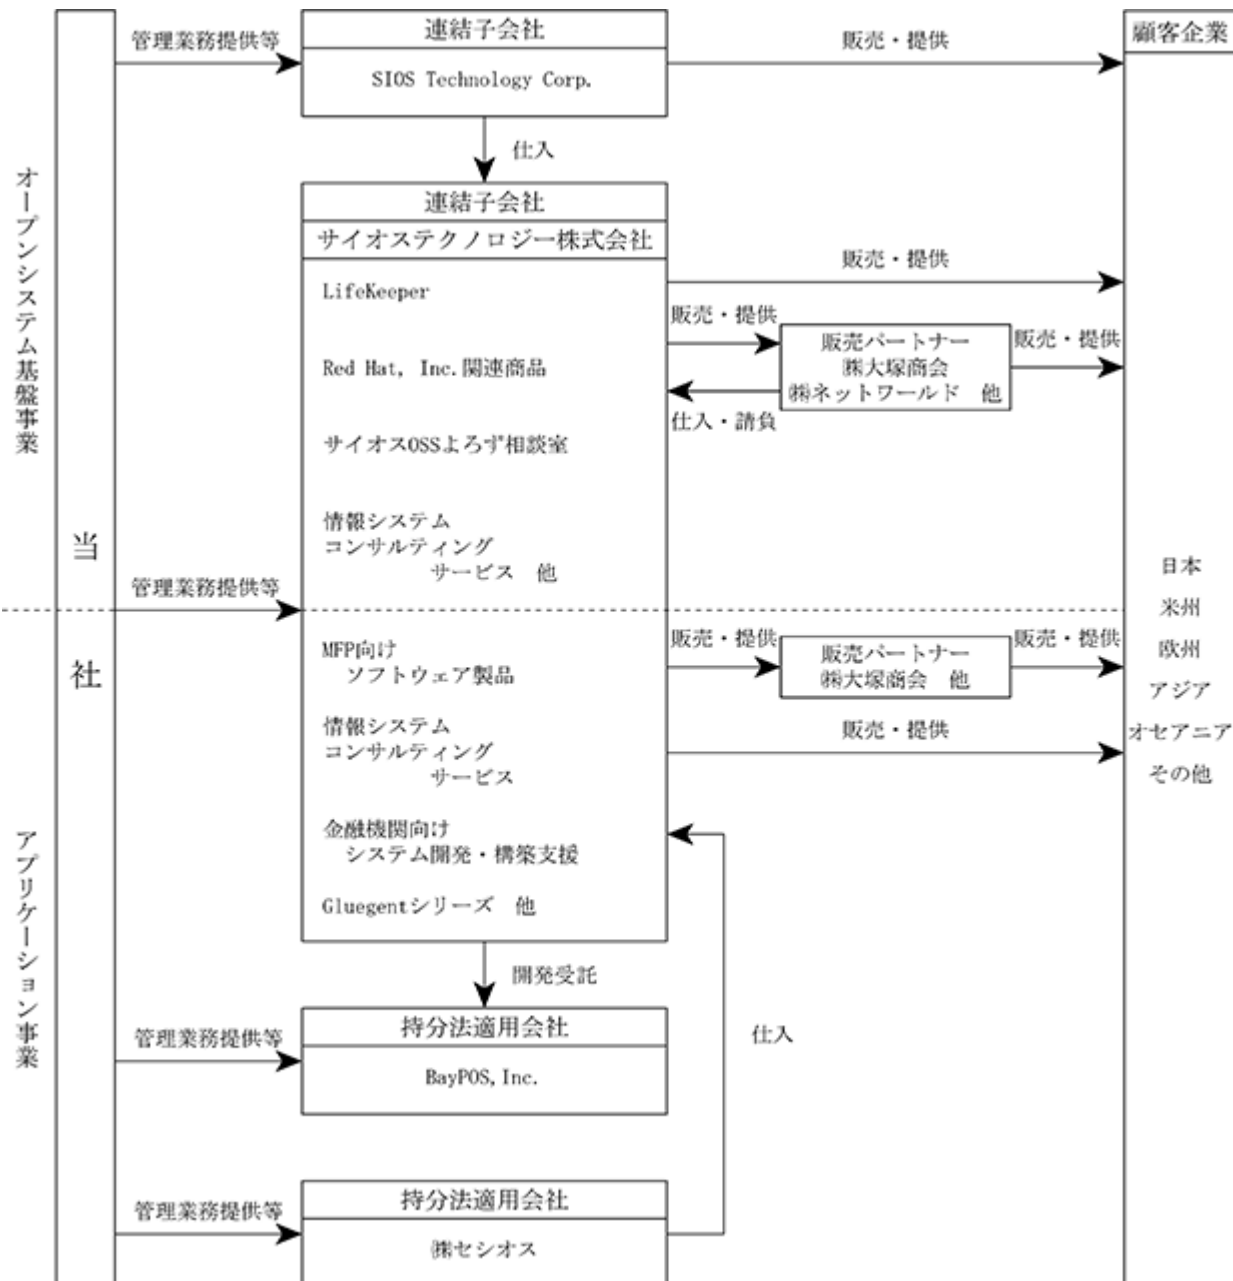 管理業務提供等
連結子会社
SIOS Technology Corp.
販売・提供
顧客企業
仕入
オープンシステム基盤事業
連結子会社
サイオステクノロジー株式会社
LifeKeeper
Red Hat, Inc.関連商品
サイオスOSSよろず相談室
情報システム
コンサルティング
サービス 他
販売・提供
販売・提供
販売パートナー
㈱大塚商会
㈱ネットワールド 他
販売・提供
仕入・請負
当社
管理業務提供等
日本
米州
欧州
アジア
オセアニア
その他
アプリケーション事業
MFP向け
ソフトウェア製品
情報システム
コンサルティング
サービス
金融機関向け
システム開発・構築支援
Gluegentシリーズ 他
販売・提供
販売パートナー
㈱大塚商会 他
販売・提供
販売・提供
開発受託
管理業務提供等
持分法適用会社
BayPOS,Inc.
仕入
管理業務提供等
持分法適用会社
㈱セシオス